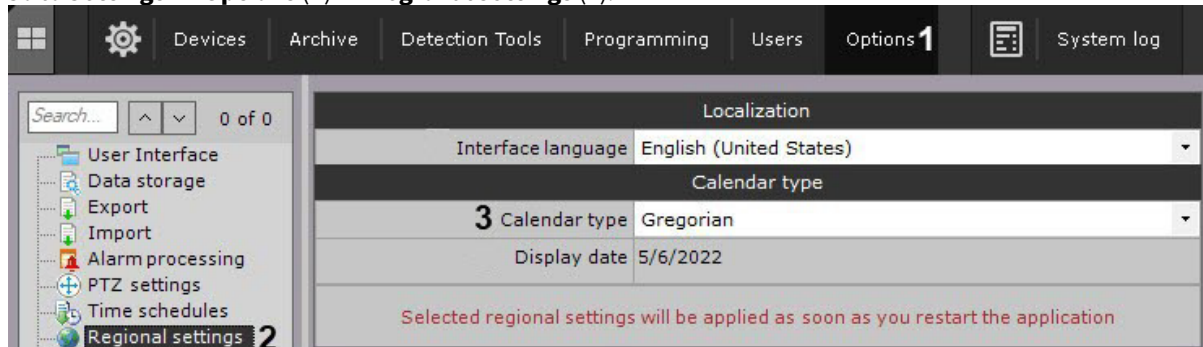 Devices Archive Detection Tools Programming Users Options 1 System log
Search... 0 of 0
User Interface
Data storage
Export
Import
Alarm processing
PTZ settings
Time schedules
Regional settings 2
Localization
Interface language English (United States)
Calendar type
3 Calendar type Gregorian
Display date 5/6/2022
Selected regional settings will be applied as soon as you restart the application